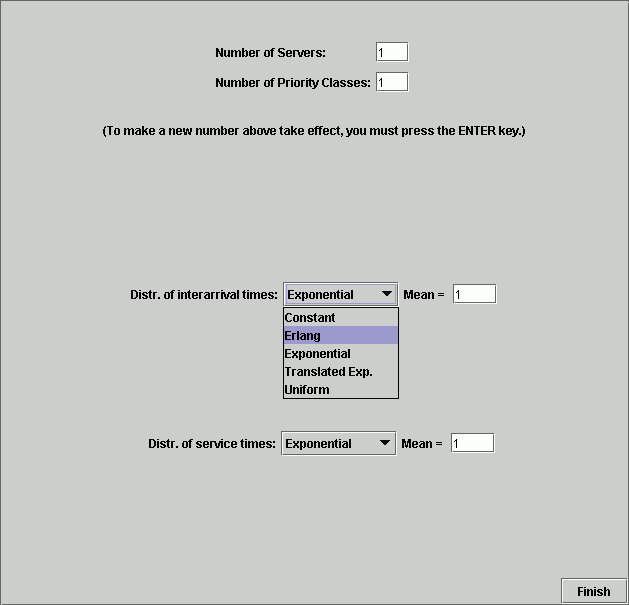 Number of Servers: 1
Number of Priority Classes: 1
(To make a new number above take effect, you must press the ENTER key.)
Distr. of interarrival times: Exponential Mean = 1
Constant
Erlang
Exponential
Translated Exp.
Uniform
Distr. of service times: Exponential Mean = 1
Finish